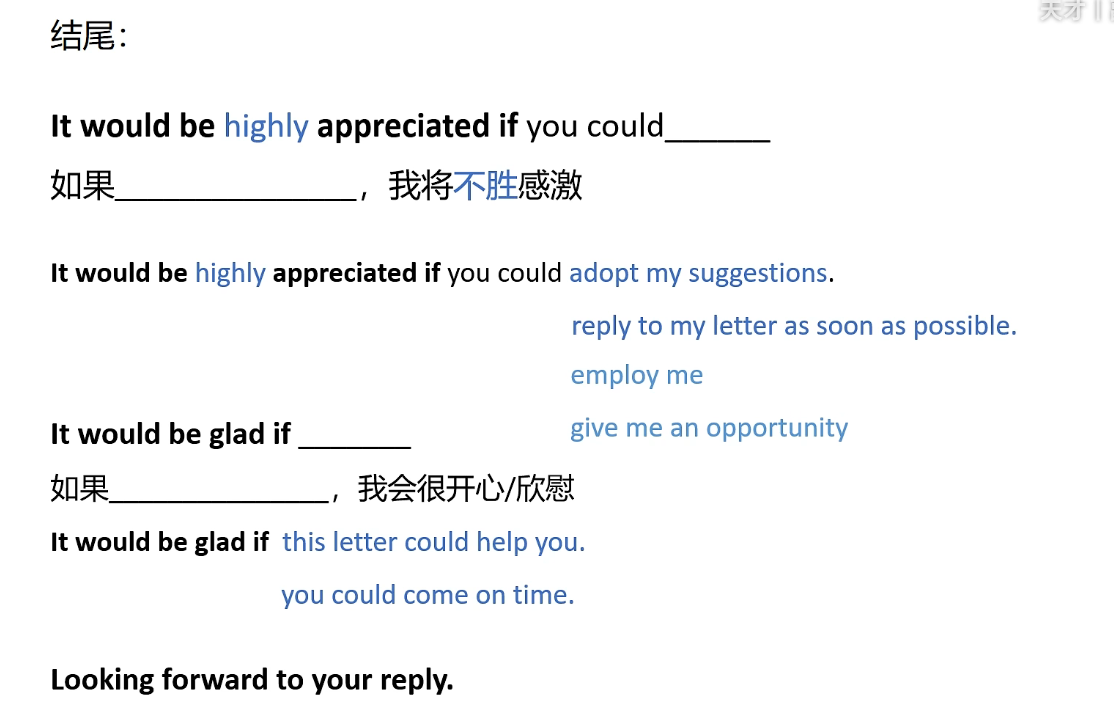 天才
结尾：
It would be highly appreciated if you could______
如果______________，我将不胜感激
It would be highly appreciated if you could adopt my suggestions.
reply to my letter as soon as possible.
employ me
give me an opportunity
It would be glad if _______
如果______________，我会很开心/欣慰
It would be glad if this letter could help you.
you could come on time.
Looking forward to your reply.